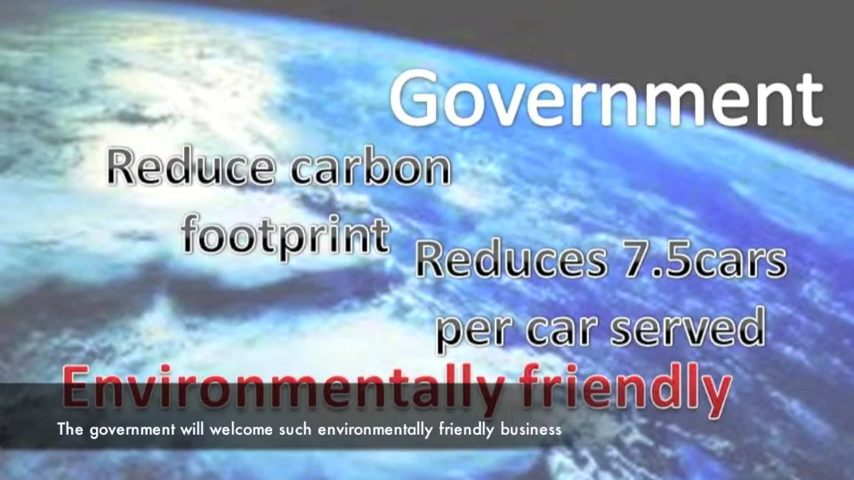 Government
Reduce carbon
footprint
Reduces 7.5cars
per car served
Environmentally friendly
The government will welcome such environmentally friendly business